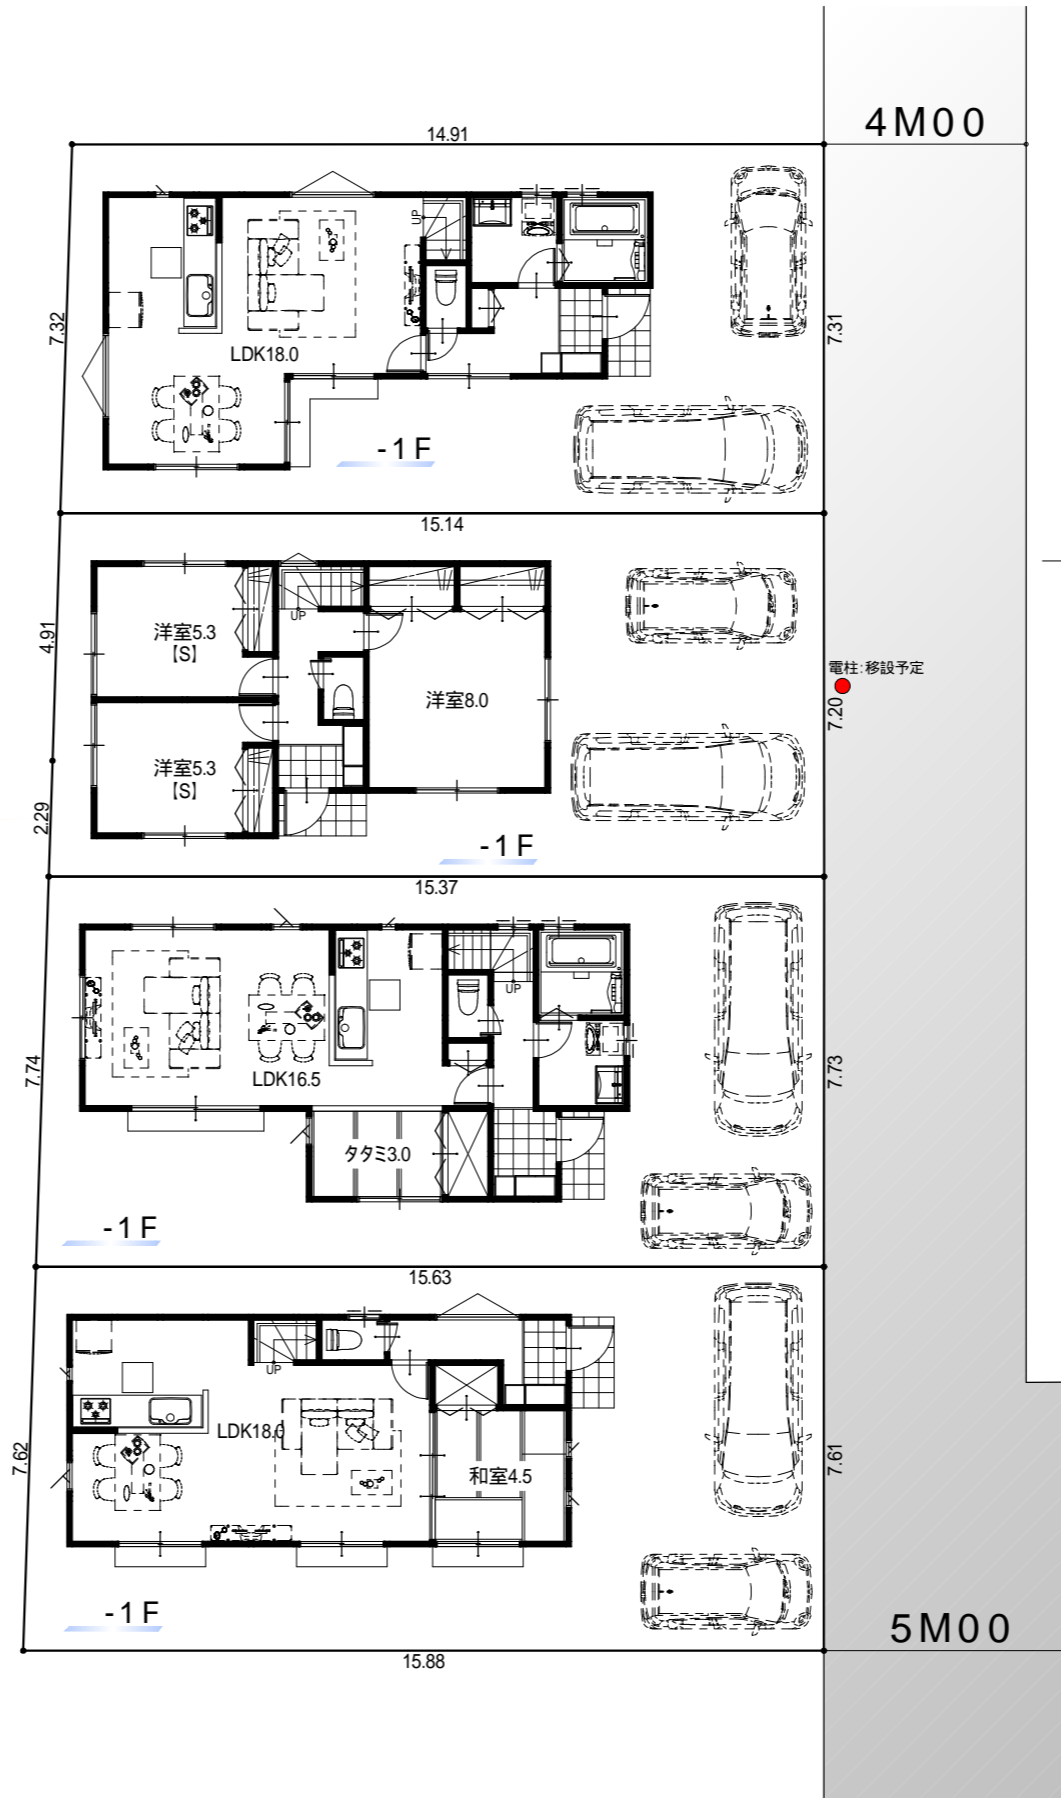 4M00
14.91
7.32
7.31
UP
LDK18.0
-1F
15.14
4.91
洋室5.3
【S】
UP
洋室8.0
電柱:移設予定
7.20
洋室5.3
【S】
2.29
-1F
15.37
UP
7.74
LDK16.5
7.73
タタミ3.0
-1F
15.63
UP
LDK18.0
7.62
和室4.5
7.61
-1F
5M00
15.88